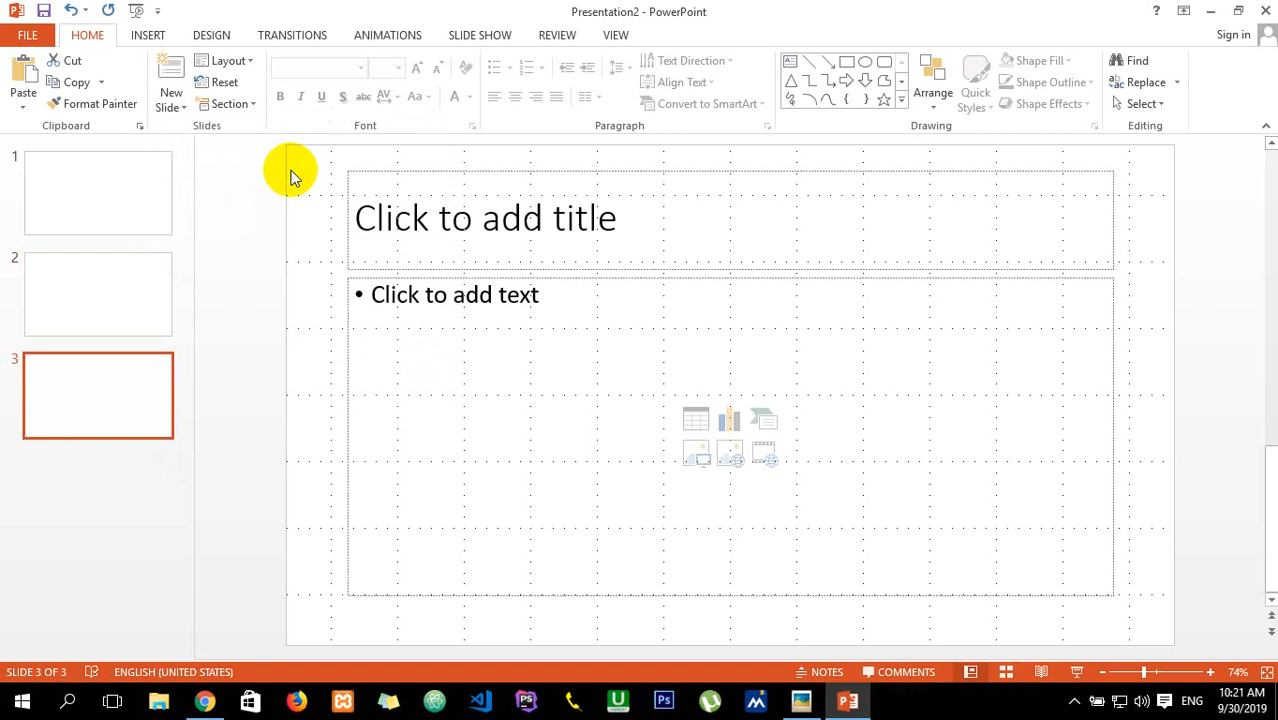 Presentation2 - PowerPoint
?
FILE HOME INSERT DESIGN TRANSITIONS ANIMATIONS SLIDE SHOW REVIEW VIEW Sign in
Paste
Cut
Copy
Format Painter
Clipboard
New
Slide
Layout
Reset
Section
Slides
B I U S abc AV Aa A
Font
Text Direction
Align Text
Convert to SmartArt
Paragraph
Arrange
Quick
Styles
Shape Fill
Shape Outline
Shape Effects
Drawing
Find
Replace
Select
Editing
1
2
3
Click to add title
• Click to add text
SLIDE 3 OF 3 ENGLISH (UNITED STATES) NOTES COMMENTS 74%
ENG
10:21 AM
9/30/2019